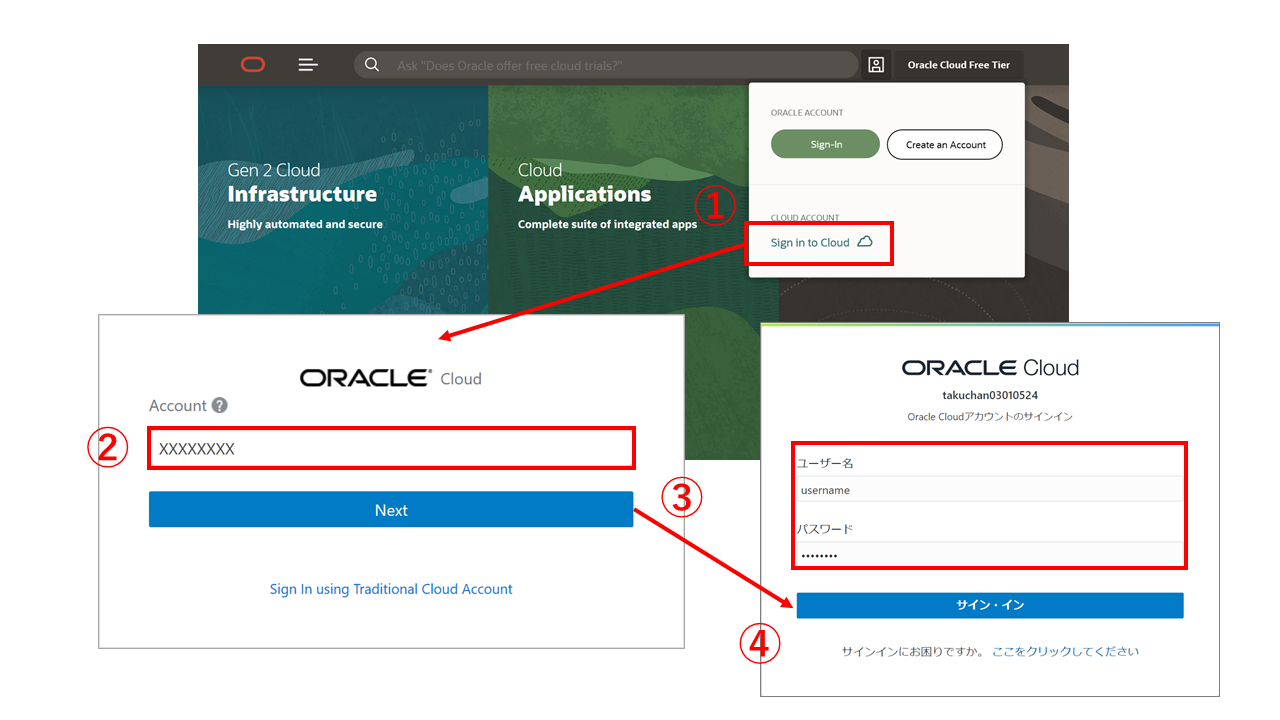 Ask "Does Oracle offer free cloud trials?"
Oracle Cloud Free Tier
ORACLE ACCOUNT
Sign-In
Create an Account
Gen 2 Cloud
Infrastructure
Highly automated and secure
Cloud
Applications
Complete suite of integrated apps
①
CLOUD ACCOUNT
Sign in to Cloud
ORACLE® Cloud
Account ?
②
XXXXXXXX
Next
③
Sign In using Traditional Cloud Account
ORACLE Cloud
takuchan03010524
Oracle Cloudアカウントのサインイン
ユーザー名
username
パスワード
••••••••
サイン・イン
④
サインインにお困りですか。 ここをクリックしてください